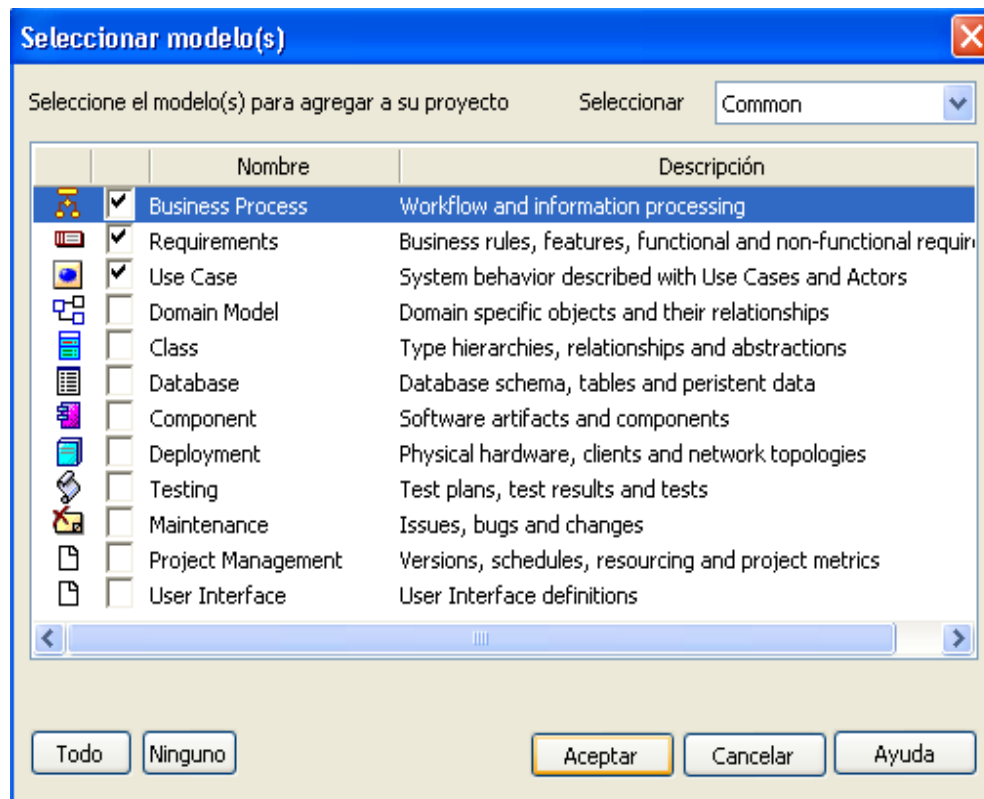 Seleccionar modelo(s)
Seleccione el modelo(s) para agregar a su proyecto Seleccionar Common
Nombre Descripción
Business Process Workflow and information processing
Requirements Business rules, features, functional and non-functional
Use Case System behavior described with Use Cases and Actors
Domain Model Domain specific objects and their relationships
Class Type hierarchies, relationships and abstractions
Database Database schema, tables and peristent data
Component Software artifacts and components
Deployment Physical hardware, clients and network topologies
Testing Test plans, test results and tests
Maintenance Issues, bugs and changes
Project Management Versions, schedules, resourcing and project metrics
User Interface User Interface definitions
Todo Ninguno Aceptar Cancelar Ayuda